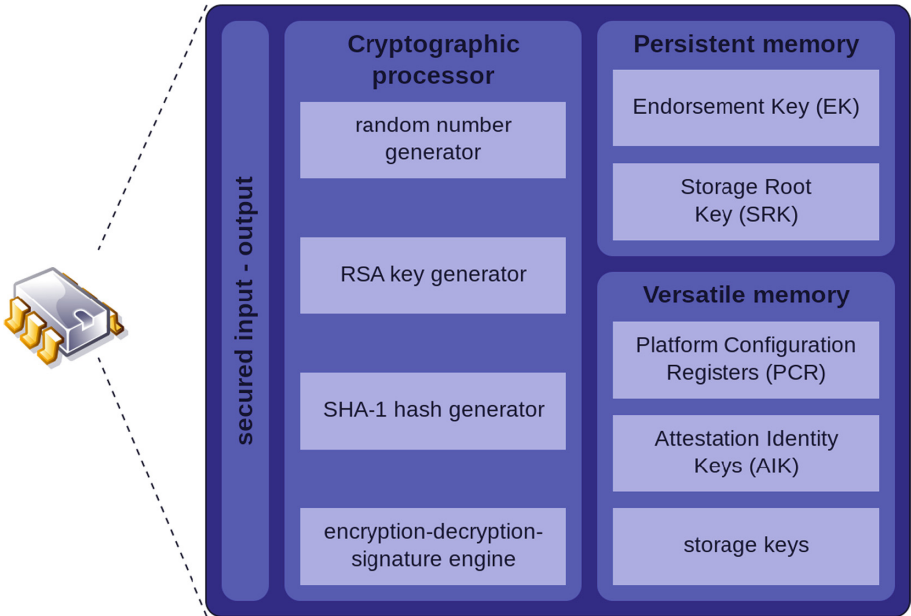 secured input - output
Cryptographic
processor
random number
generator
RSA key generator
SHA-1 hash generator
encryption-decryption-
signature engine
Persistent memory
Endorsement Key (EK)
Storage Root
Key (SRK)
Versatile memory
Platform Configuration
Registers (PCR)
Attestation Identity
Keys (AIK)
storage keys